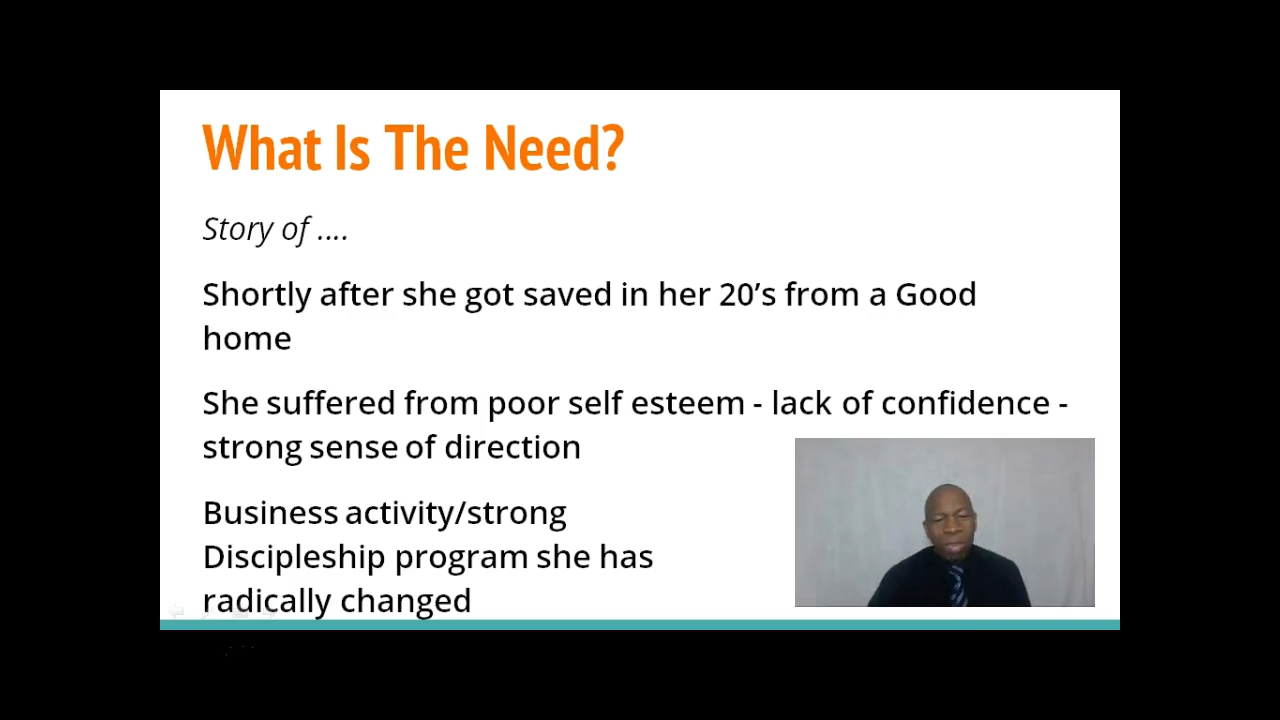 What Is The Need?
Story of ....
Shortly after she got saved in her 20’s from a Good
home
She suffered from poor self esteem - lack of confidence -
strong sense of direction
Business activity/strong
Discipleship program she has
radically changed